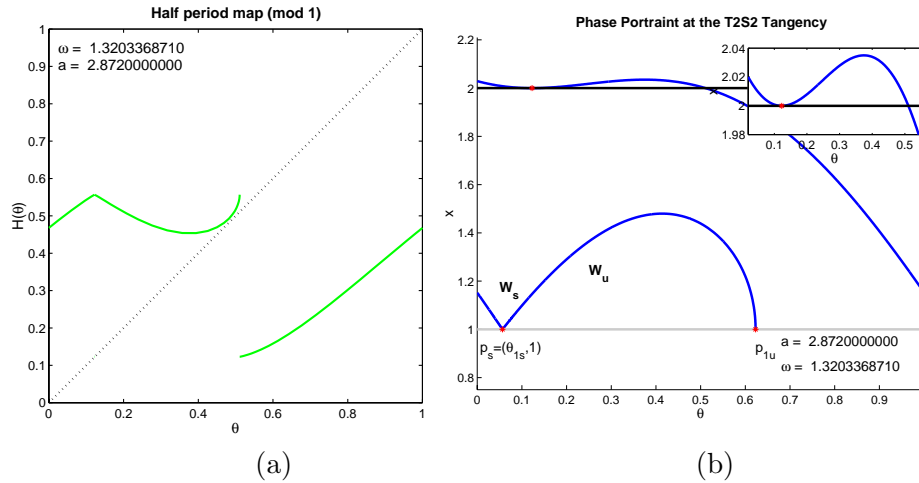 Half period map (mod 1)
ω = 1.3203368710
a = 2.8720000000
1
0.9
0.8
0.7
0.6
0.5
0.4
0.3
0.2
0.1
0
H(θ)
0
0.2
0.4
0.6
0.8
1
θ
(a)
Phase Portraint at the T2S2 Tangency
2.2
2
1.8
1.6
1.4
1.2
1
0.8
x
2.04
2.02
2
1.98
x
0.1
0.2
0.3
0.4
0.5
θ
W_s
W_u
p_s=(θ_1s,1)
p_1u
a = 2.8720000000
ω = 1.3203368710
0
0.1
0.2
0.3
0.4
0.5
0.6
0.7
0.8
0.9
θ
(b)